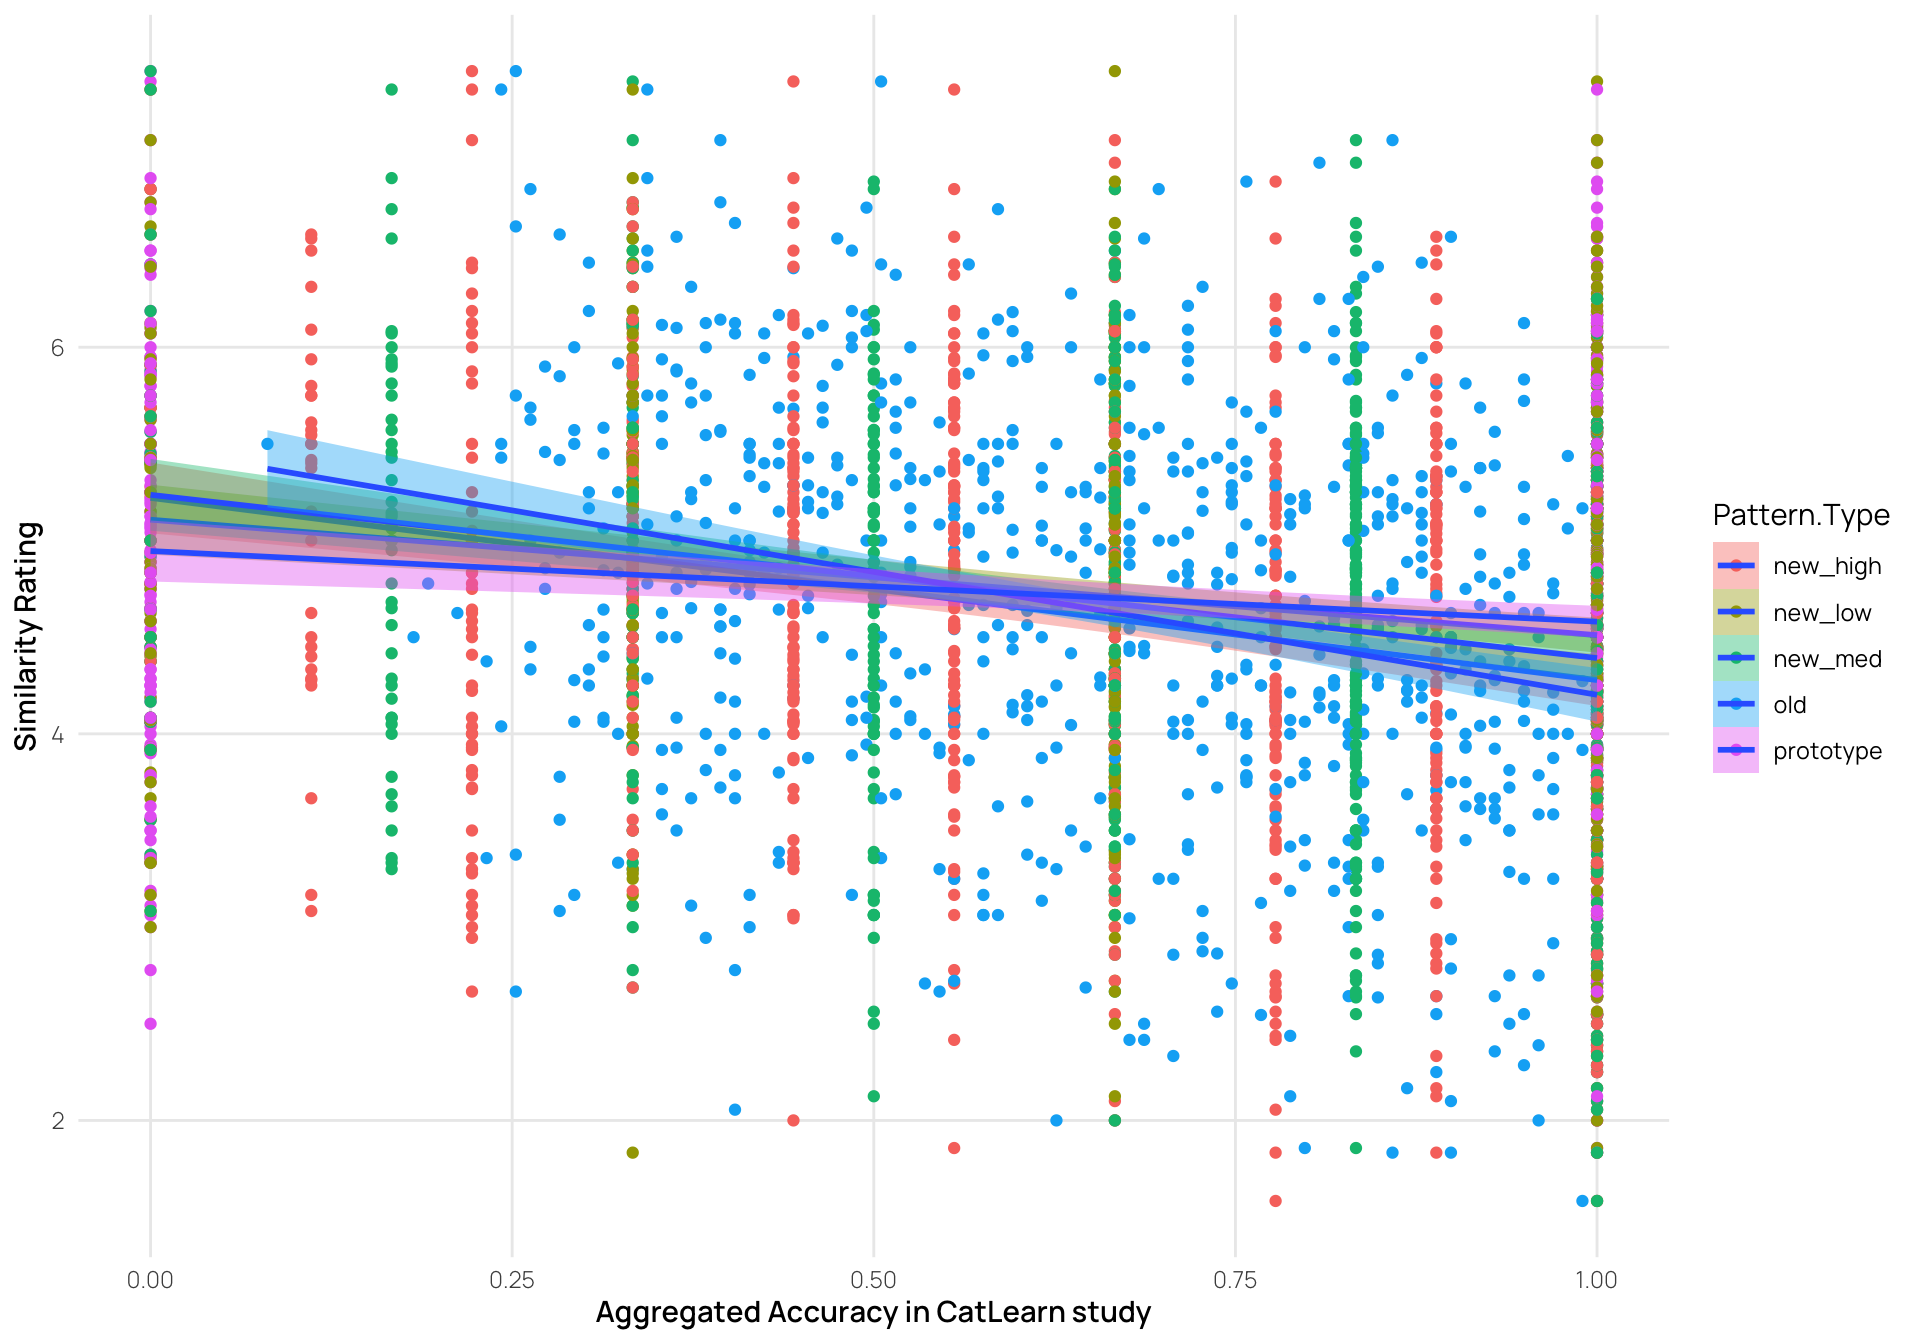 Similarity Rating
6
4
2
0.00 0.25 0.50 0.75 1.00
Aggregated Accuracy in CatLearn study
Pattern.Type
new_high
new_low
new_med
old
prototype